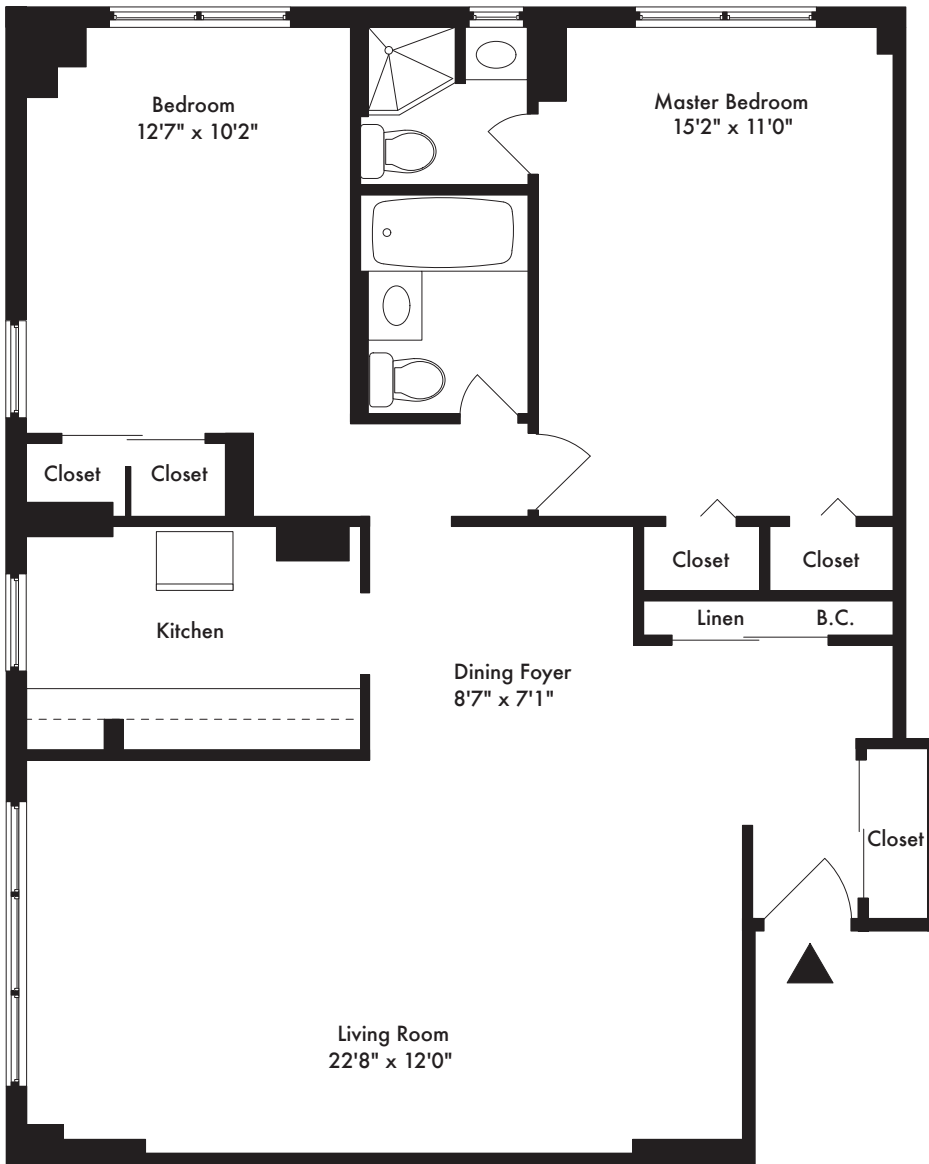 Bedroom
12'7" x 10'2"
Master Bedroom
15'2" x 11'0"
Closet
Closet
Closet
Closet
Linen
B.C.
Kitchen
Dining Foyer
8'7" x 7'1"
Closet
Living Room
22'8" x 12'0"